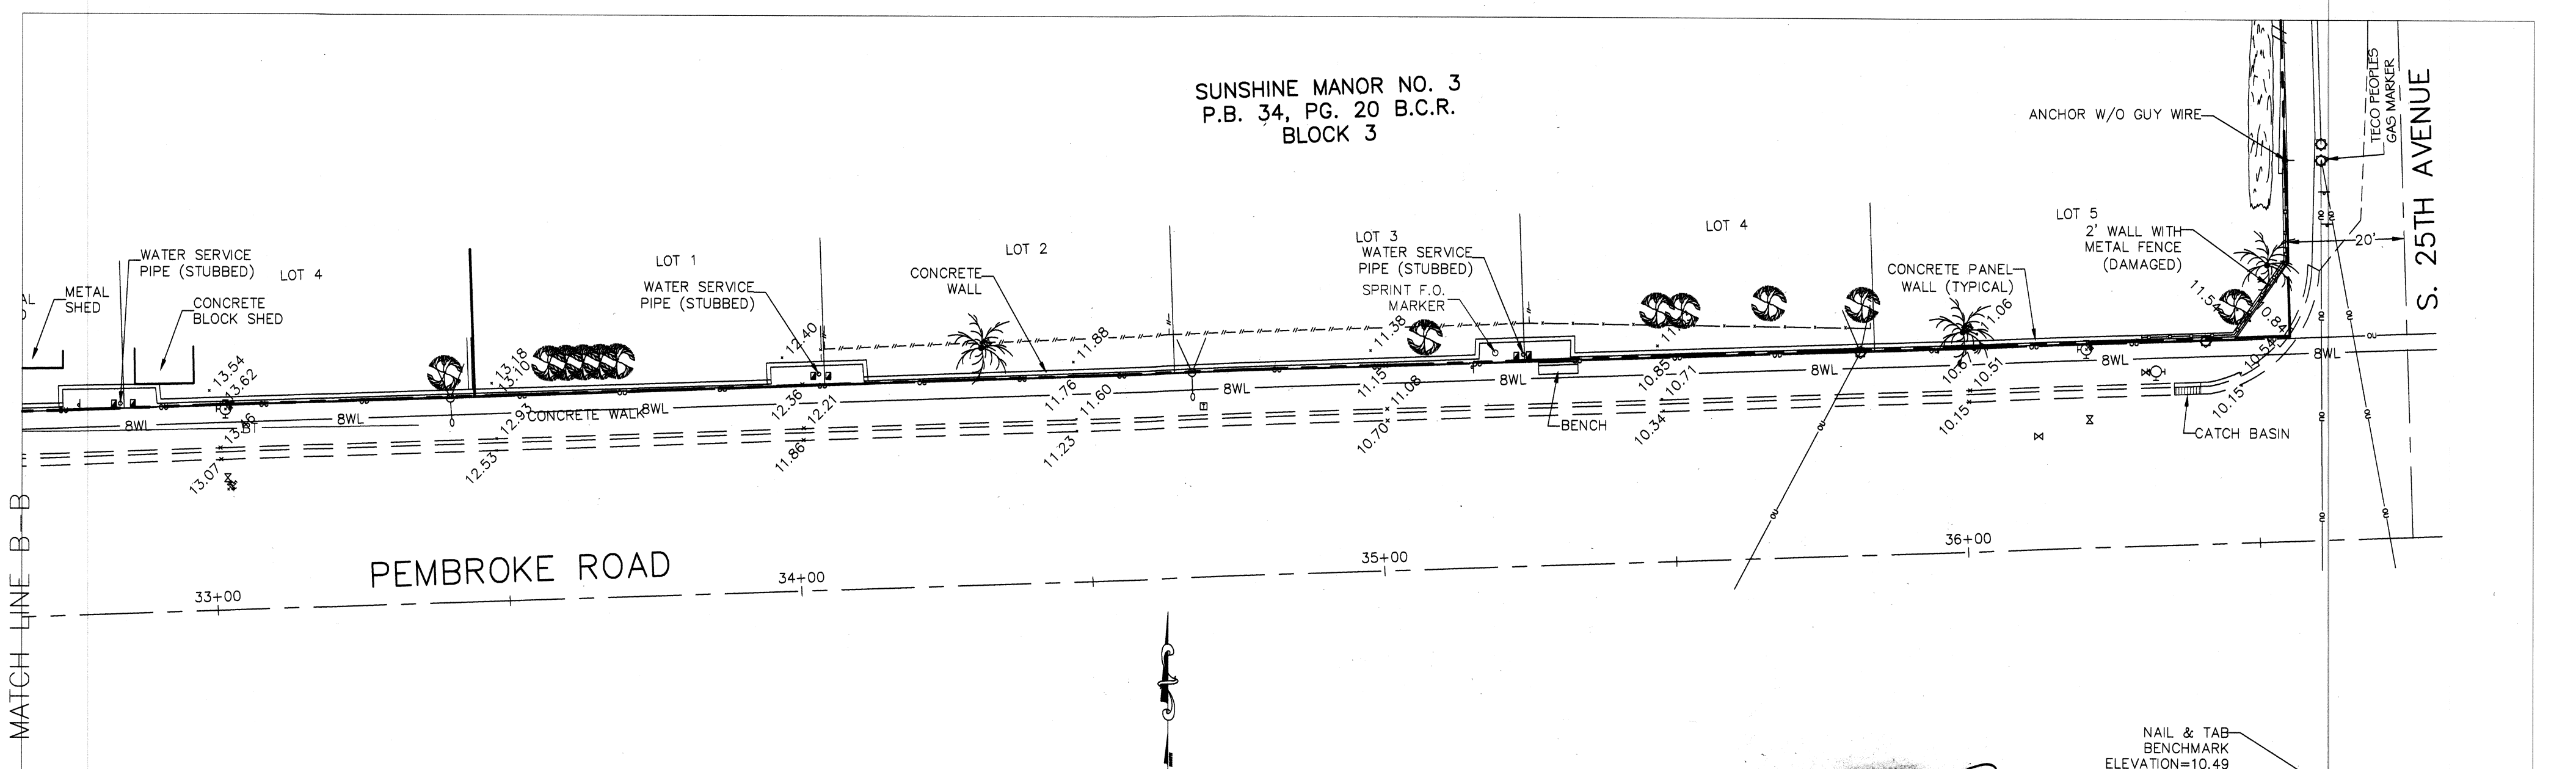 SUNSHINE MANOR NO. 3
P.B. 34, PG. 20 B.C.R.
BLOCK 3
ANCHOR W/O GUY WIRE
TECO PEOPLES
GAS MARKER
S. 25TH AVENUE
20'
LOT 5
2' WALL WITH
METAL FENCE
(DAMAGED)
LOT 4
LOT 3
WATER SERVICE
PIPE (STUBBED)
SPRINT F.O.
MARKER
CONCRETE PANEL
WALL (TYPICAL)
LOT 2
CONCRETE
WALL
LOT 1
WATER SERVICE
PIPE (STUBBED)
LOT 4
WATER SERVICE
PIPE (STUBBED)
METAL
SHED
CONCRETE
BLOCK SHED
13.54
13.62
13.07
13.18
13.10
12.93
12.53
12.40
12.36
12.21
11.86
11.88
11.76
11.60
11.23
11.38
11.15
11.08
10.70
10.85
10.71
10.34
11.06
10.67
10.51
10.15
11.54
10.84
10.54
10.15
8WL
8WL
CONCRETE WALK
8WL
8WL
8WL
8WL
8WL
8WL
BENCH
CATCH BASIN
PEMBROKE ROAD
33+00
34+00
35+00
36+00
MATCH LINE B-B
NAIL & TAB
BENCHMARK
ELEVATION=10.49